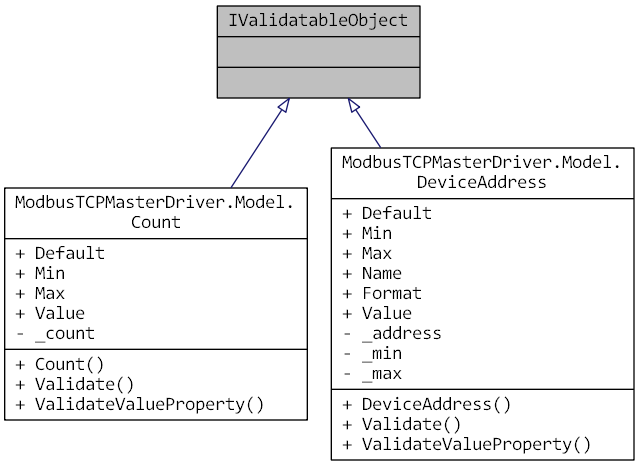 IValidatableObject
ModbusTCPMasterDriver.Model.
Count
+ Default
+ Min
+ Max
+ Value
- _count
+ Count()
+ Validate()
+ ValidateValueProperty()
ModbusTCPMasterDriver.Model.
DeviceAddress
+ Default
+ Min
+ Max
+ Name
+ Format
+ Value
- _address
- _min
- _max
+ DeviceAddress()
+ Validate()
+ ValidateValueProperty()